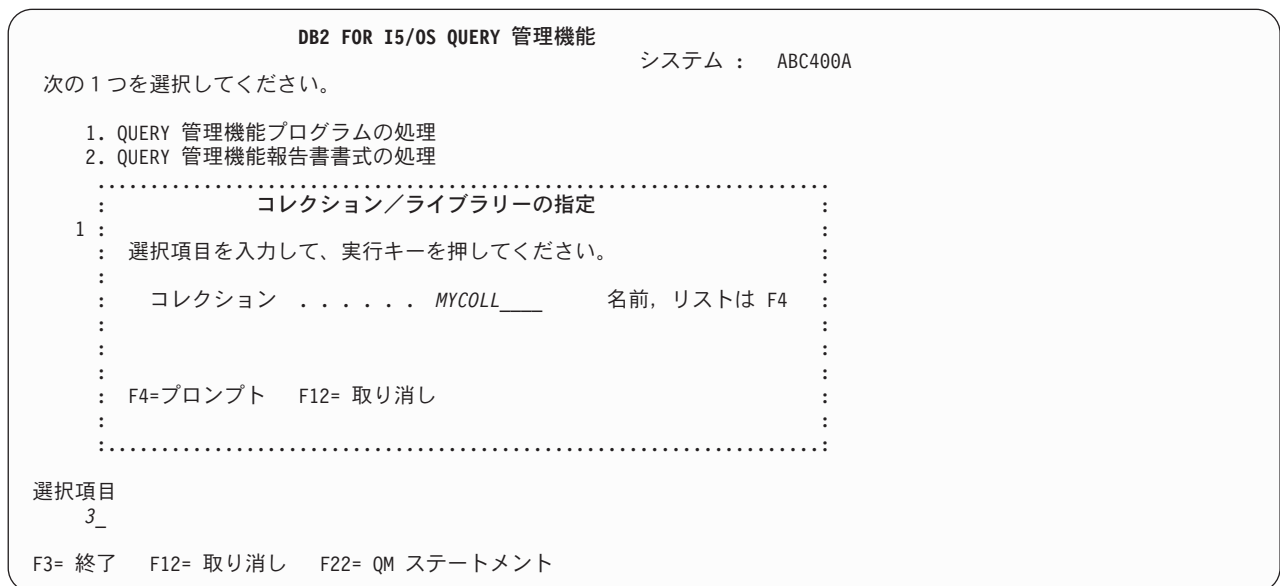 DB2 FOR I5/OS QUERY 管理機能
システム : ABC400A
次の１つを選択してください。
1. QUERY 管理機能プログラムの処理
2. QUERY 管理機能報告書書式の処理
コレクション／ライブラリーの指定
1
選択項目を入力して、実行キーを押してください。
コレクション . . . . . . MYCOLL____ 名前, リストは F4
F4=プロンプト F12= 取り消し
選択項目
3_
F3= 終了 F12= 取り消し F22= QM ステートメント